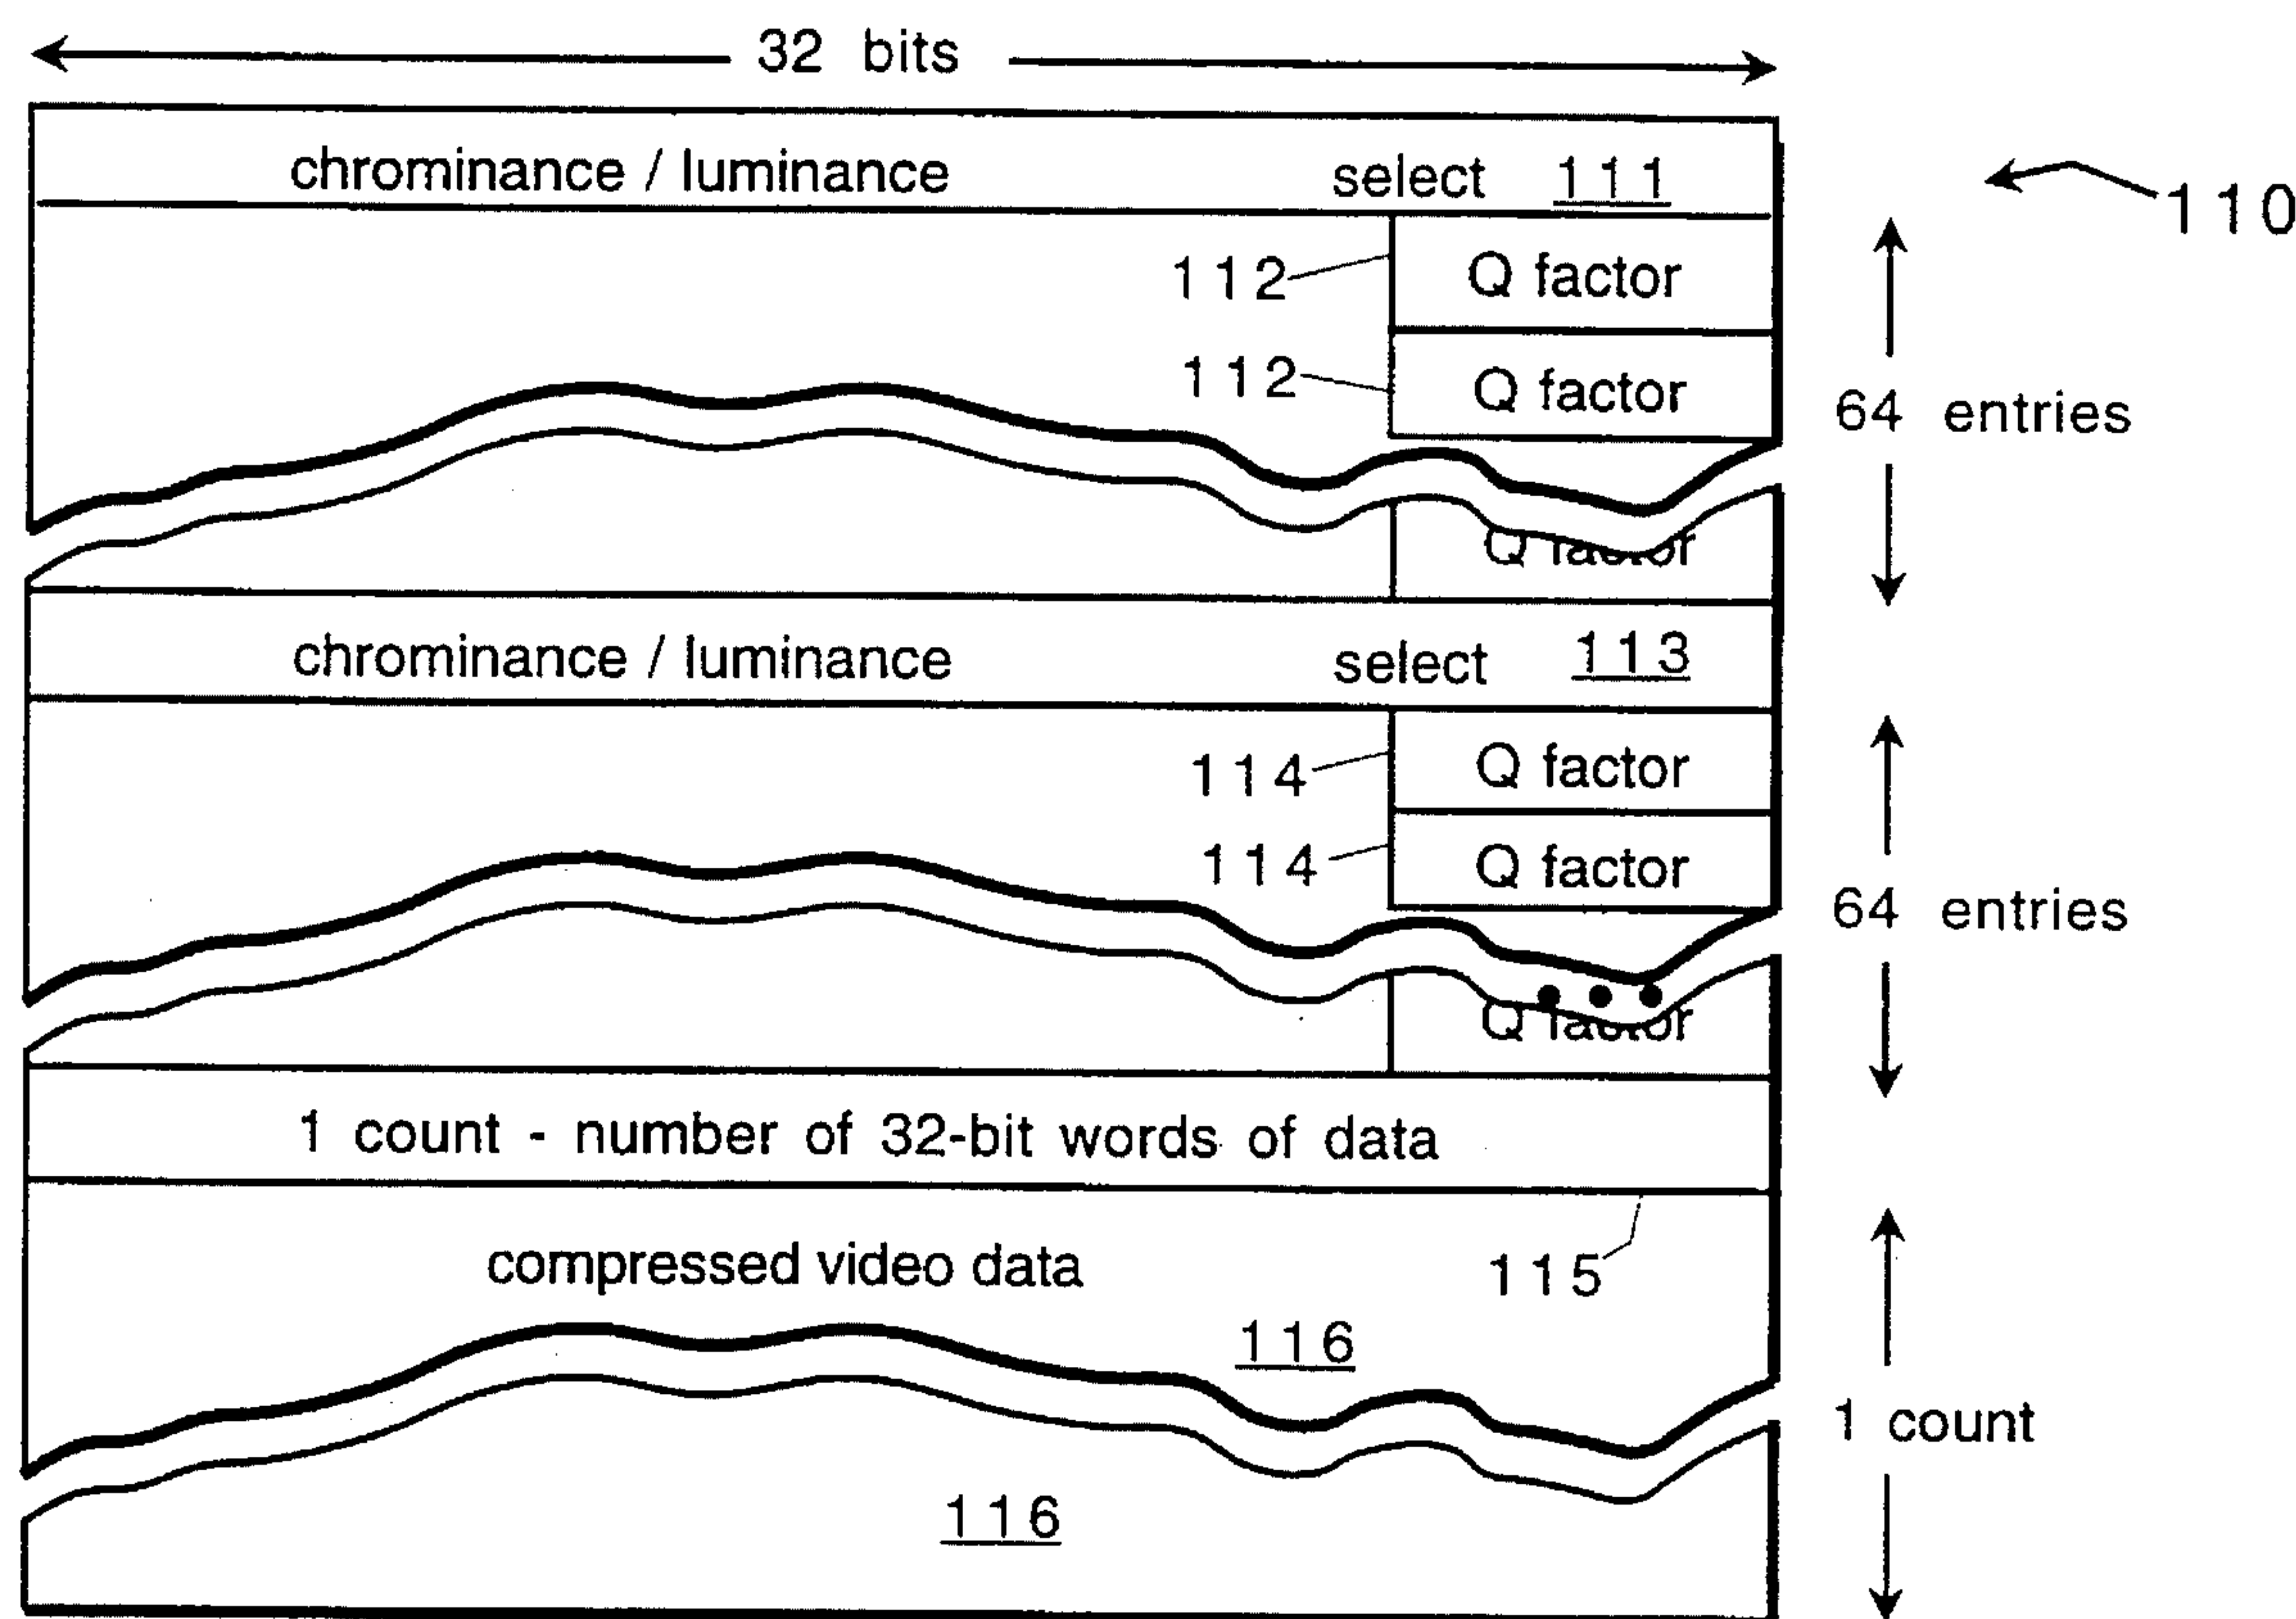 32 bits
chrominance / luminance select 111
110
112 Q factor
112 Q factor
64 entries
Q factor
chrominance / luminance select 113
114 Q factor
114 Q factor
64 entries
Q factor
1 count - number of 32-bit words of data
compressed video data
115
116
1 count
116